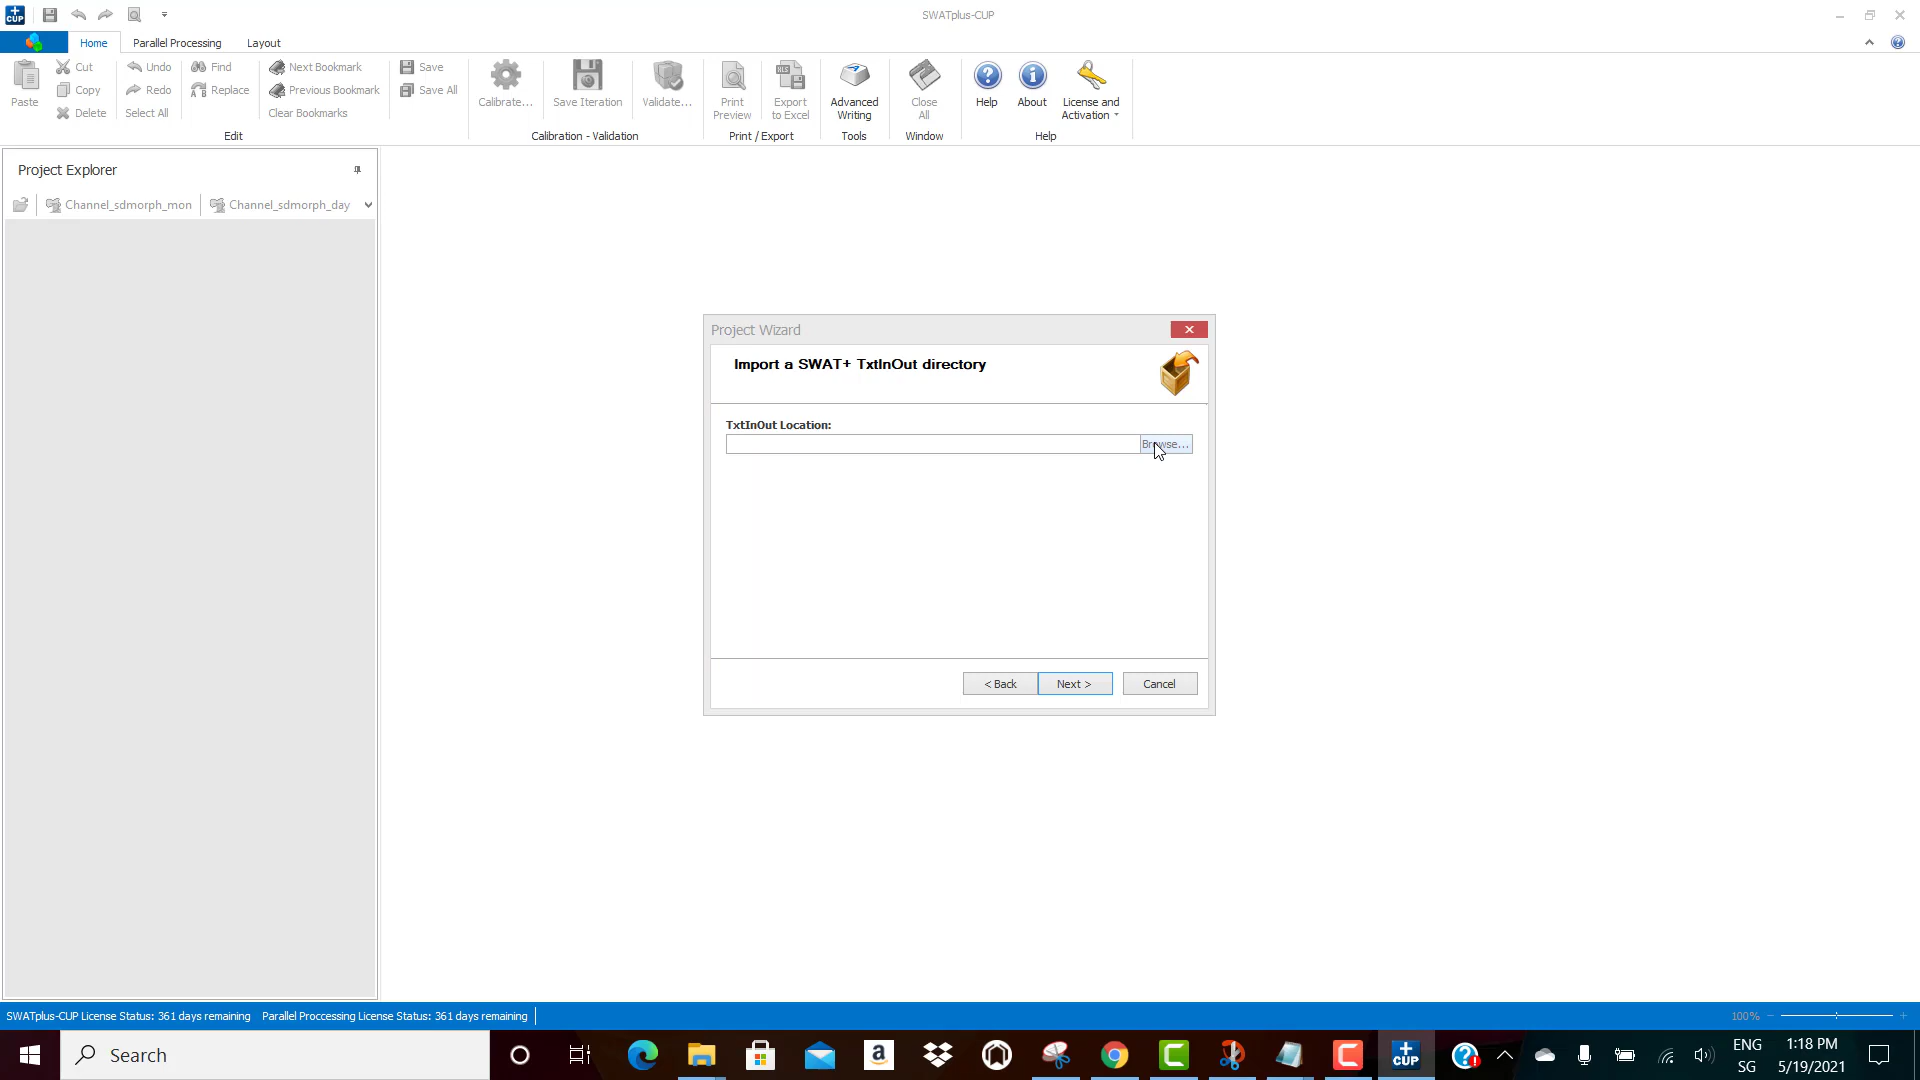 SWATplus-CUP
Home Parallel Processing Layout
Paste
Cut
Copy
Delete
Undo
Redo
Select All
Find
Replace
Next Bookmark
Previous Bookmark
Clear Bookmarks
Edit
Save
Save All
Calibrate...
Save Iteration
Validate...
Calibration - Validation
Print
Preview
Export
to Excel
Print / Export
Advanced
Writing
Tools
Close
All
Window
Help
About
License and
Activation
Help
Project Explorer
Channel_sdmorph_mon Channel_sdmorph_day
Project Wizard
Import a SWAT+ TxtInOut directory
TxtInOut Location:
Browse...
< Back Next > Cancel
SWATplus-CUP License Status: 361 days remaining Parallel Proccessing License Status: 361 days remaining
100%
Search
CUP
ENG
SG
1:18 PM
5/19/2021